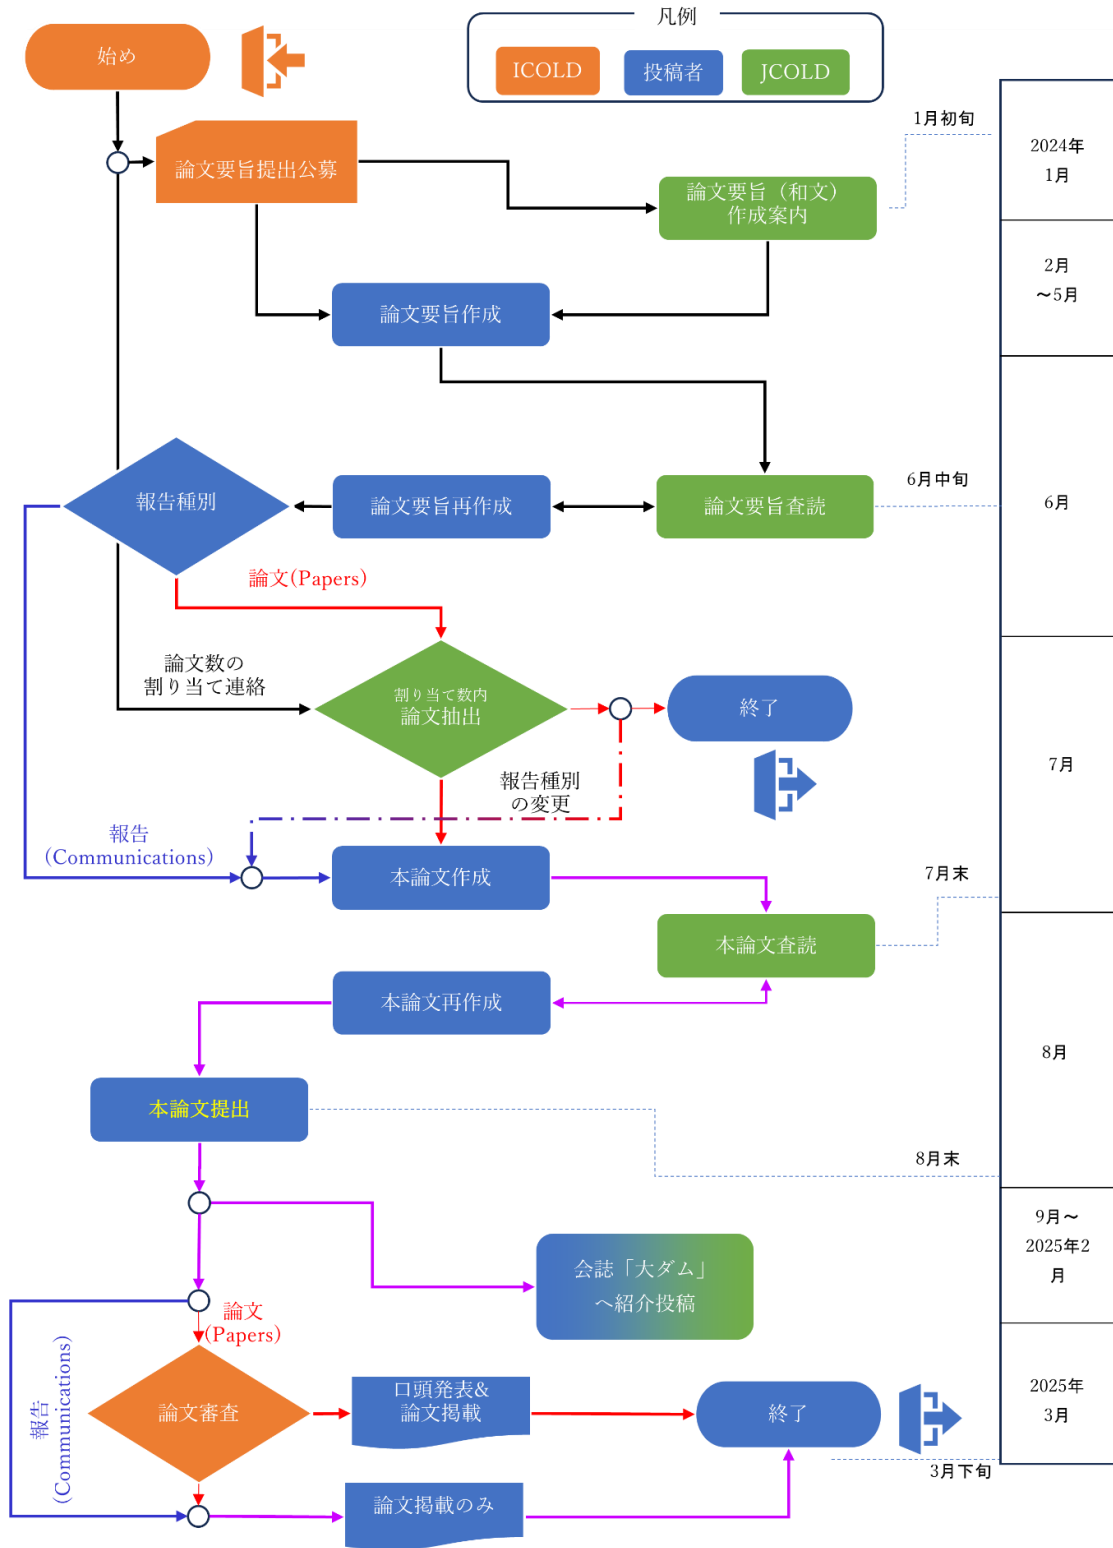 凡例
始め
ICOLD
投稿者
JCOLD
1月初旬
2024年
1月
論文要旨提出公募
論文要旨（和文）
作成案内
2月
～5月
論文要旨作成
6月中旬
報告種別
論文要旨再作成
論文要旨査読
6月
論文(Papers)
論文数の
割り当て連絡
割り当て数内
論文抽出
終了
7月
報告種別
の変更
報告
(Communications)
本論文作成
7月末
本論文査読
本論文再作成
8月
本論文提出
8月末
9月～
2025年2
月
会誌「大ダム」
へ紹介投稿
論文
(Papers)
報告
(Communications)
論文審査
口頭発表&
論文掲載
終了
2025年
3月
3月下旬
論文掲載のみ